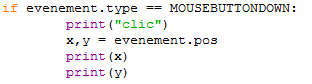 if evenement.type == MOUSEBUTTONDOWN:
print("clic")
x,y = evenement.pos
print(x)
print(y)